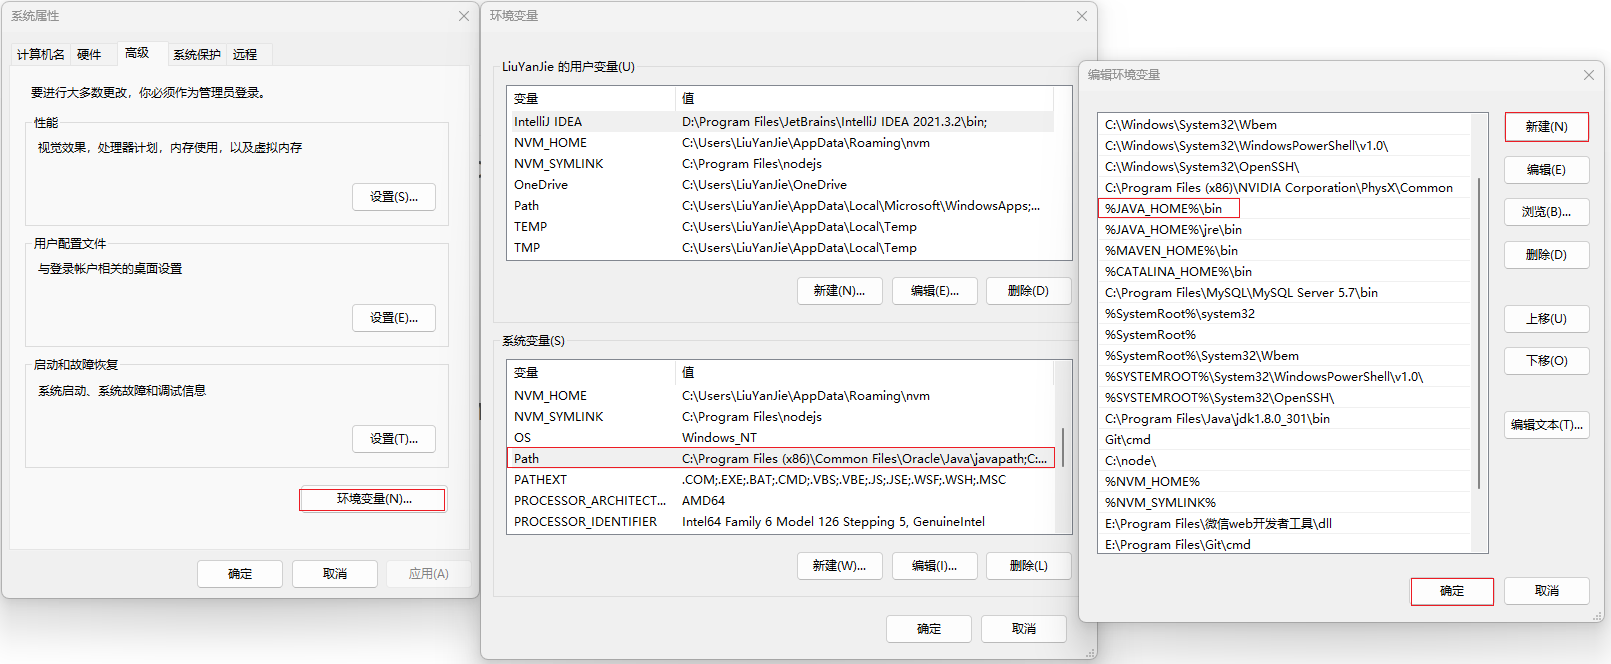 系统属性
计算机名 硬件 高级 系统保护 远程
要进行大多数更改，你必须作为管理员登录。
性能
视觉效果，处理器计划，内存使用，以及虚拟内存
设置(S)...
用户配置文件
与登录帐户相关的桌面设置
设置(E)...
启动和故障恢复
系统启动、系统故障和调试信息
设置(T)...
环境变量(N)...
确定 取消 应用(A)
环境变量
LiuYanJie 的用户变量(U)
变量 值
IntelliJ IDEA D:\Program Files\JetBrains\IntelliJ IDEA 2021.3.2\bin;
NVM_HOME C:\Users\LiuYanJie\AppData\Roaming\nvm
NVM_SYMLINK C:\Program Files\nodejs
OneDrive C:\Users\LiuYanJie\OneDrive
Path C:\Users\LiuYanJie\AppData\Local\Microsoft\WindowsApps;...
TEMP C:\Users\LiuYanJie\AppData\Local\Temp
TMP C:\Users\LiuYanJie\AppData\Local\Temp
新建(N)... 编辑(E)... 删除(D)
系统变量(S)
变量 值
NVM_HOME C:\Users\LiuYanJie\AppData\Roaming\nvm
NVM_SYMLINK C:\Program Files\nodejs
OS Windows_NT
Path C:\Program Files (x86)\Common Files\Oracle\Java\javapath;C:...
PATHEXT .COM;.EXE;.BAT;.CMD;.VBS;.VBE;.JS;.JSE;.WSF;.WSH;.MSC
PROCESSOR_ARCHITECT... AMD64
PROCESSOR_IDENTIFIER Intel64 Family 6 Model 126 Stepping 5, GenuineIntel
新建(W)... 编辑(I)... 删除(L)
确定 取消
编辑环境变量
C:\Windows\System32\Wbem
C:\Windows\System32\WindowsPowerShell\v1.0\
C:\Windows\System32\OpenSSH\
C:\Program Files (x86)\NVIDIA Corporation\PhysX\Common
%JAVA_HOME%\bin
%JAVA_HOME%\jre\bin
%MAVEN_HOME%\bin
%CATALINA_HOME%\bin
C:\Program Files\MySQL\MySQL Server 5.7\bin
%SystemRoot%\system32
%SystemRoot%
%SystemRoot%\System32\Wbem
%SYSTEMROOT%\System32\WindowsPowerShell\v1.0\
%SYSTEMROOT%\System32\OpenSSH\
C:\Program Files\Java\jdk1.8.0_301\bin
Git\cmd
C:\node\
%NVM_HOME%
%NVM_SYMLINK%
E:\Program Files\微信web开发者工具\dll
E:\Program Files\Git\cmd
新建(N)
编辑(E)
浏览(B)...
删除(D)
上移(U)
下移(O)
编辑文本(T)...
确定 取消